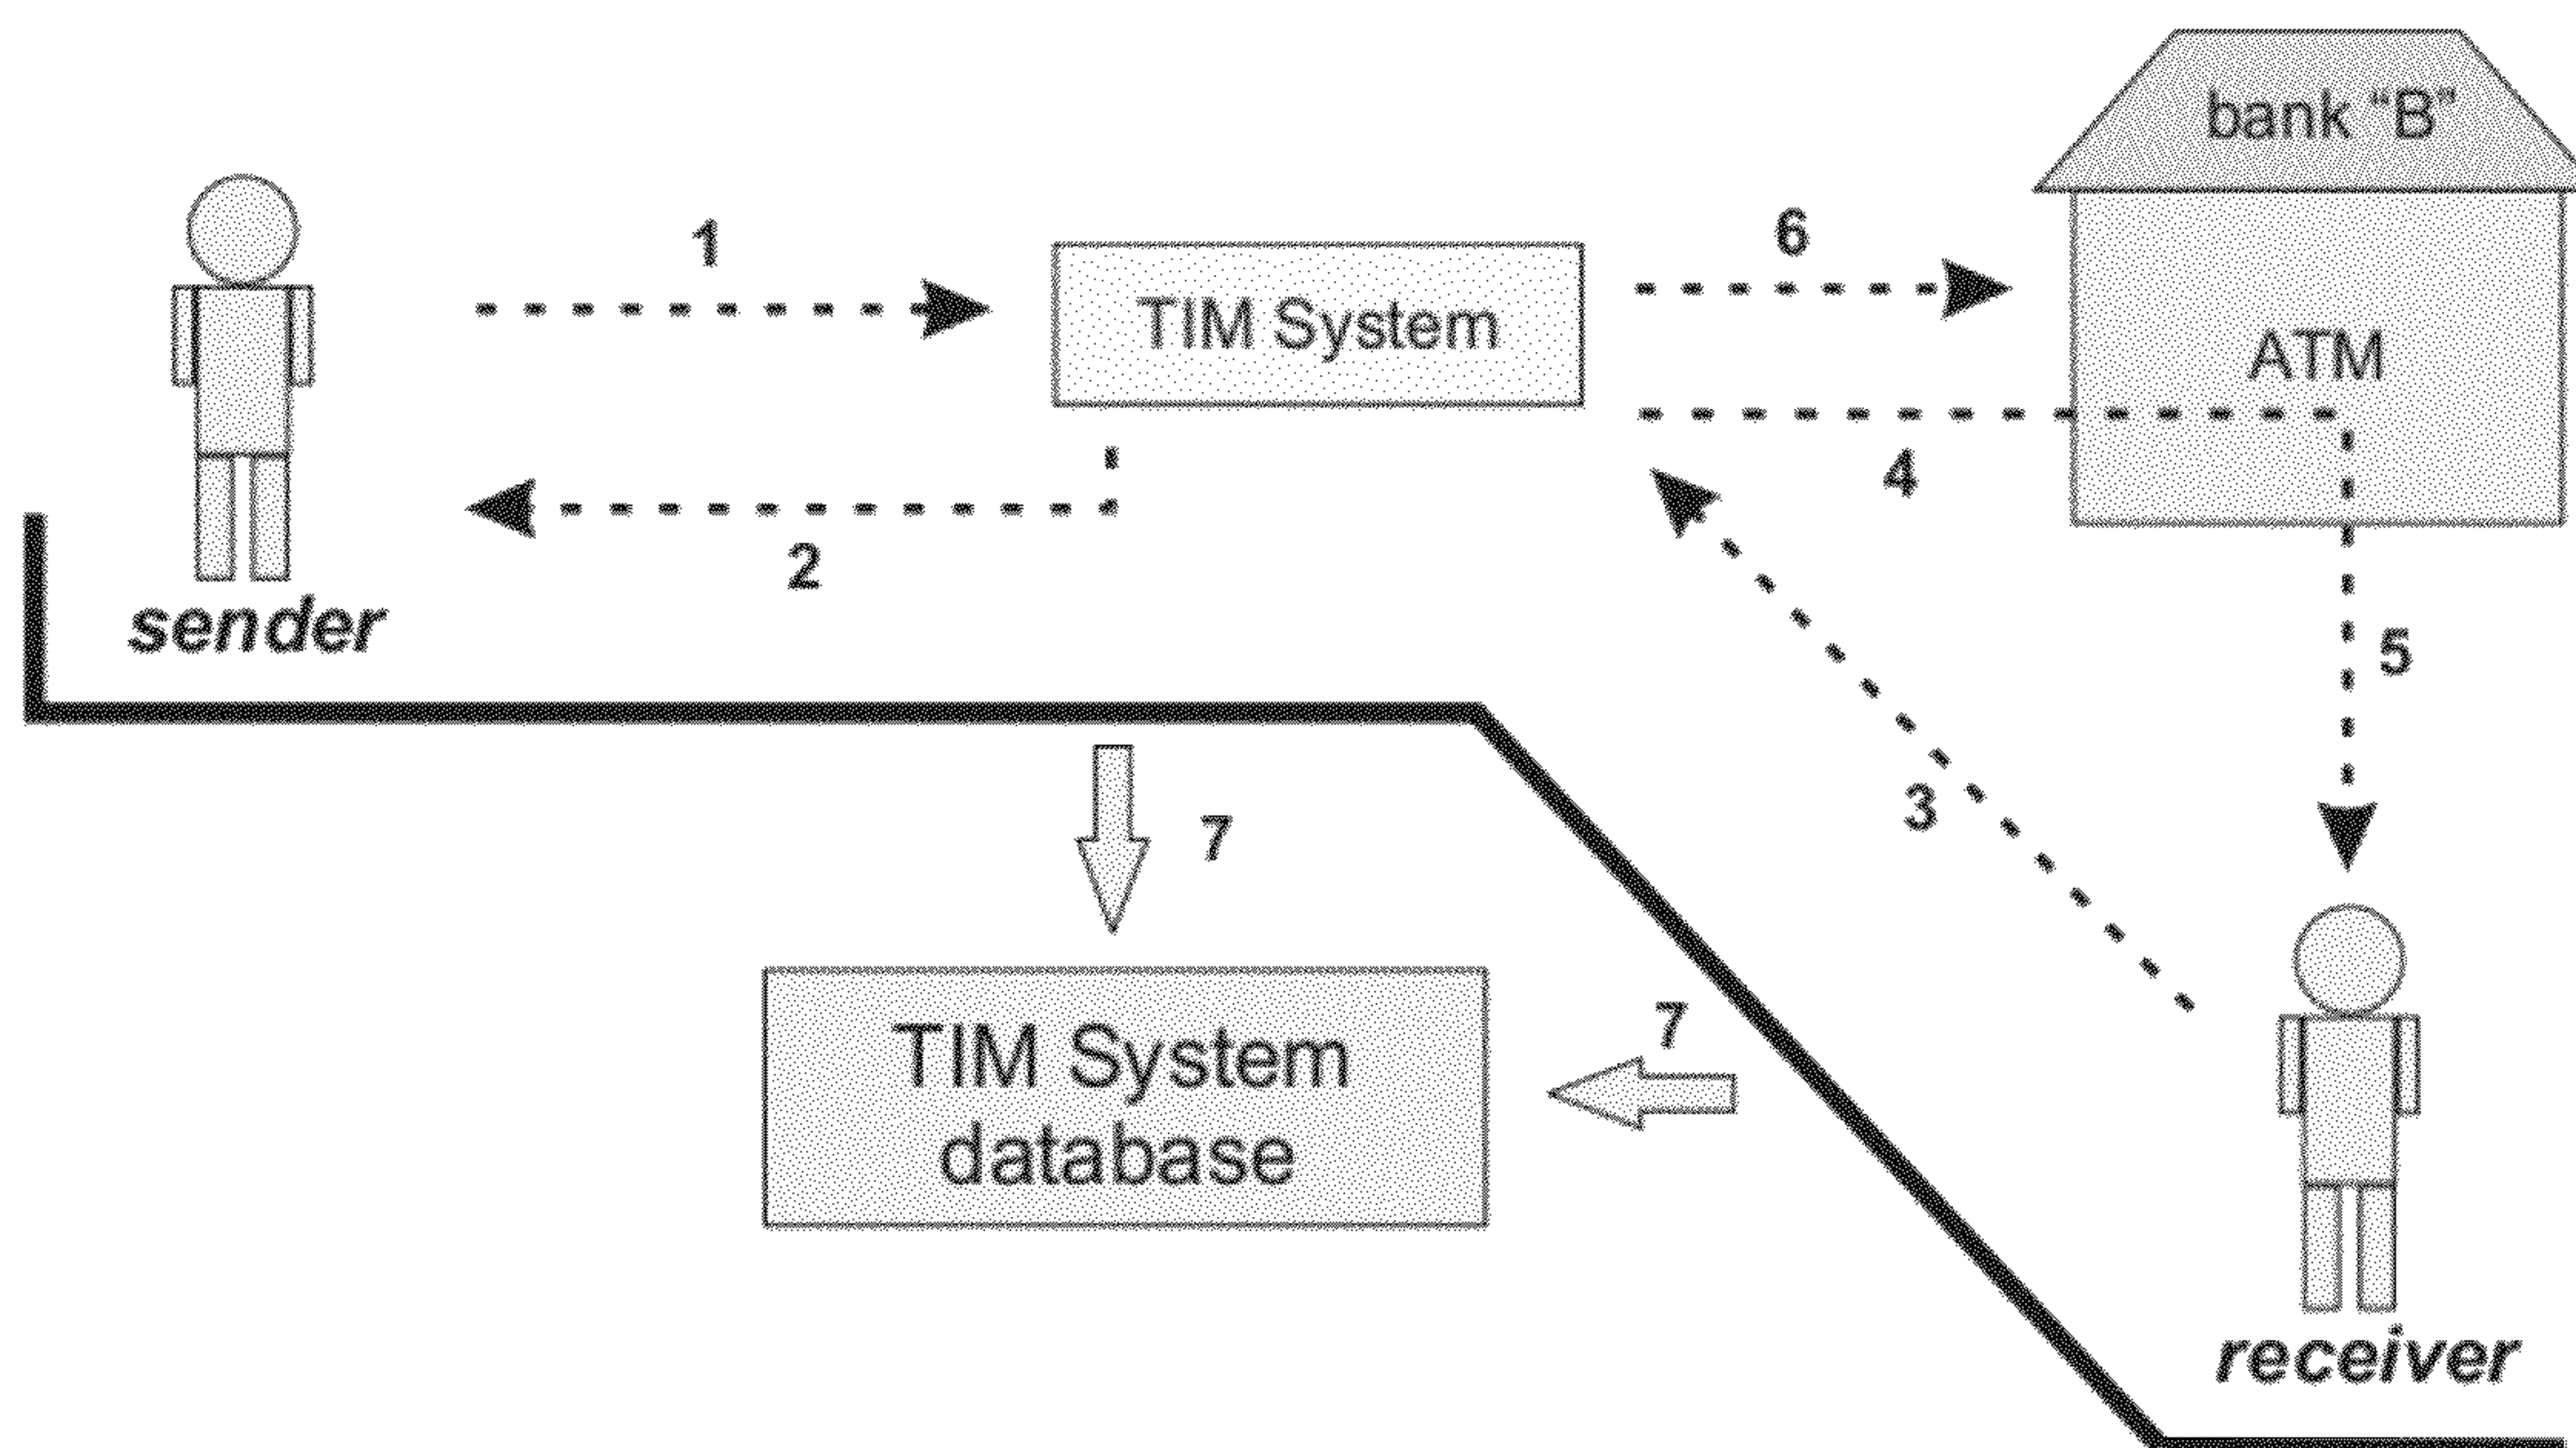 bank “B”
1
6
TIM System
ATM
4
2
sender
5
3
7
TIM System
database
7
receiver